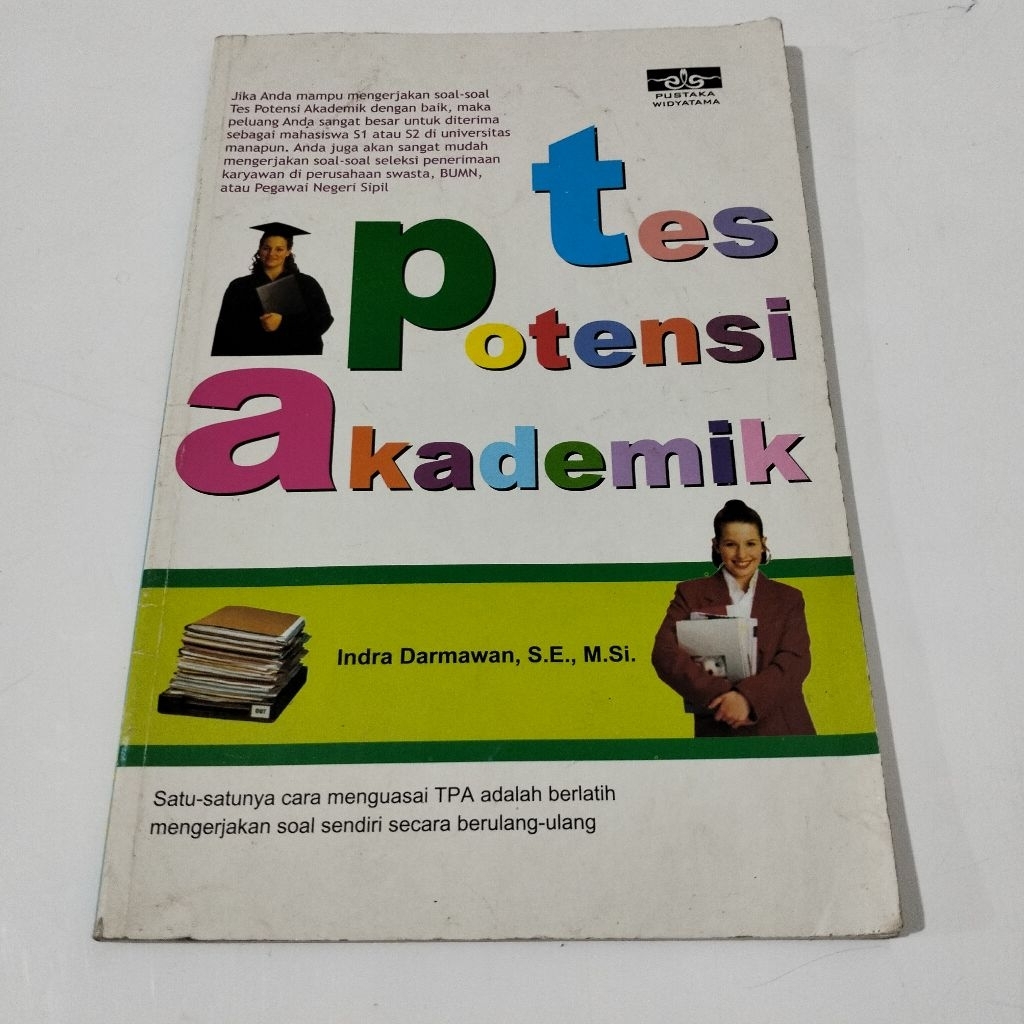 Jika Anda mampu mengerjakan soal-soal
Tes Potensi Akademik dengan baik, maka
peluang Anda sangat besar untuk diterima
sebagai mahasiswa S1 atau S2 di universitas
manapun. Anda juga akan sangat mudah
mengerjakan soal-soal seleksi penerimaan
karyawan di perusahaan swasta, BUMN,
atau Pegawai Negeri Sipil
PUSTAKA
WIDYATAMA
tes
potensi
akademik
Indra Darmawan, S.E., M.Si.
OUT
Satu-satunya cara menguasai TPA adalah berlatih
mengerjakan soal sendiri secara berulang-ulang